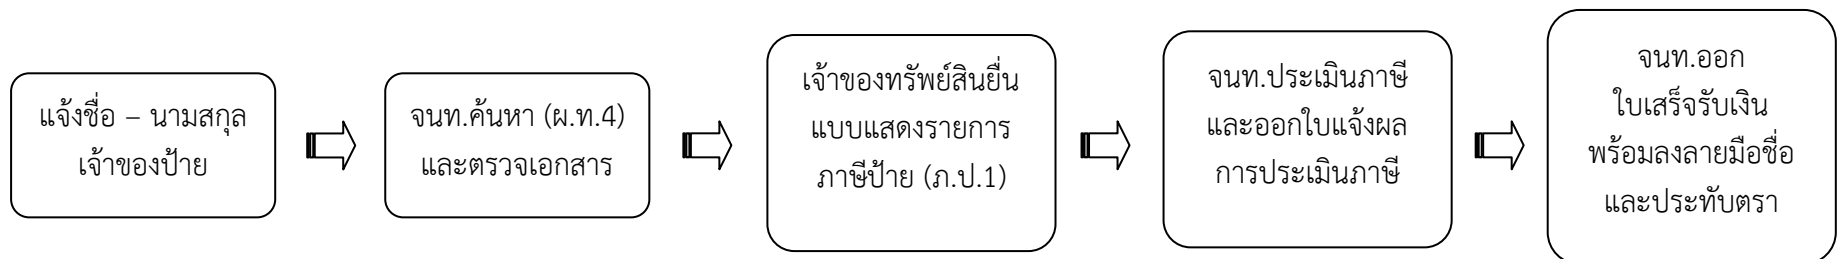 แจ้งชื่อ – นามสกุล
เจ้าของป้าย
จนท.ค้นหา (ผ.ท.4)
และตรวจเอกสาร
เจ้าของทรัพย์สินยื่น
แบบแสดงรายการ
ภาษีป้าย (ภ.ป.1)
จนท.ประเมินภาษี
และออกใบแจ้งผล
การประเมินภาษี
จนท.ออก
ใบเสร็จรับเงิน
พร้อมลงลายมือชื่อ
และประทับตรา